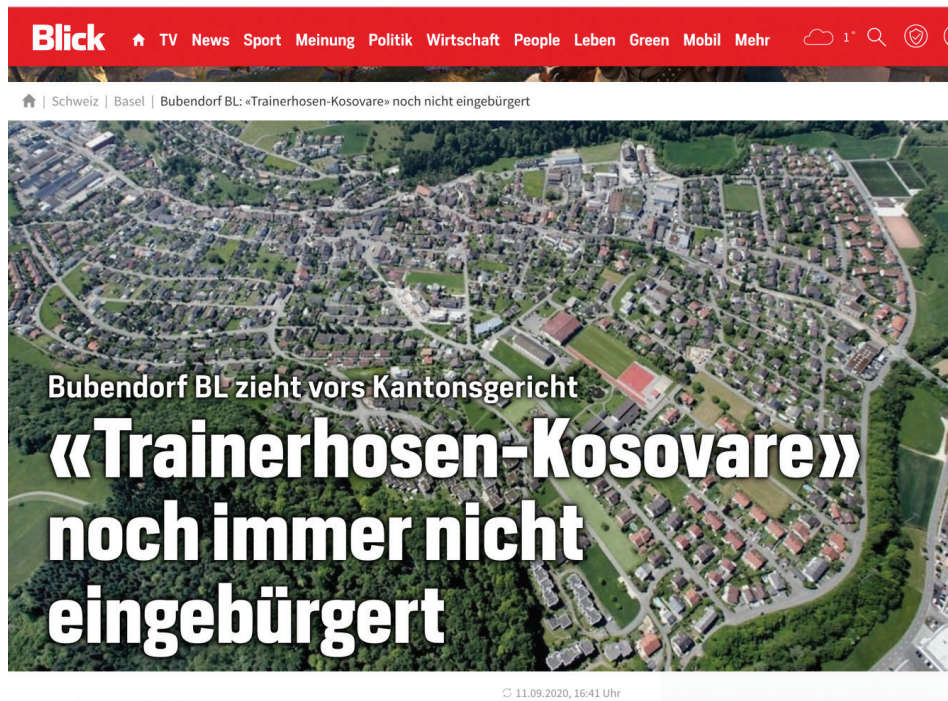 Blick TV News Sport Meinung Politik Wirtschaft People Leben Green Mobil Mehr 1°
| Schweiz | Basel | Bubendorf BL: «Trainerhosen-Kosovare» noch nicht eingebürgert
Bubendorf BL zieht vors Kantonsgericht
«Trainerhosen-Kosovare»
noch immer nicht
eingebürgert
11.09.2020, 16:41 Uhr